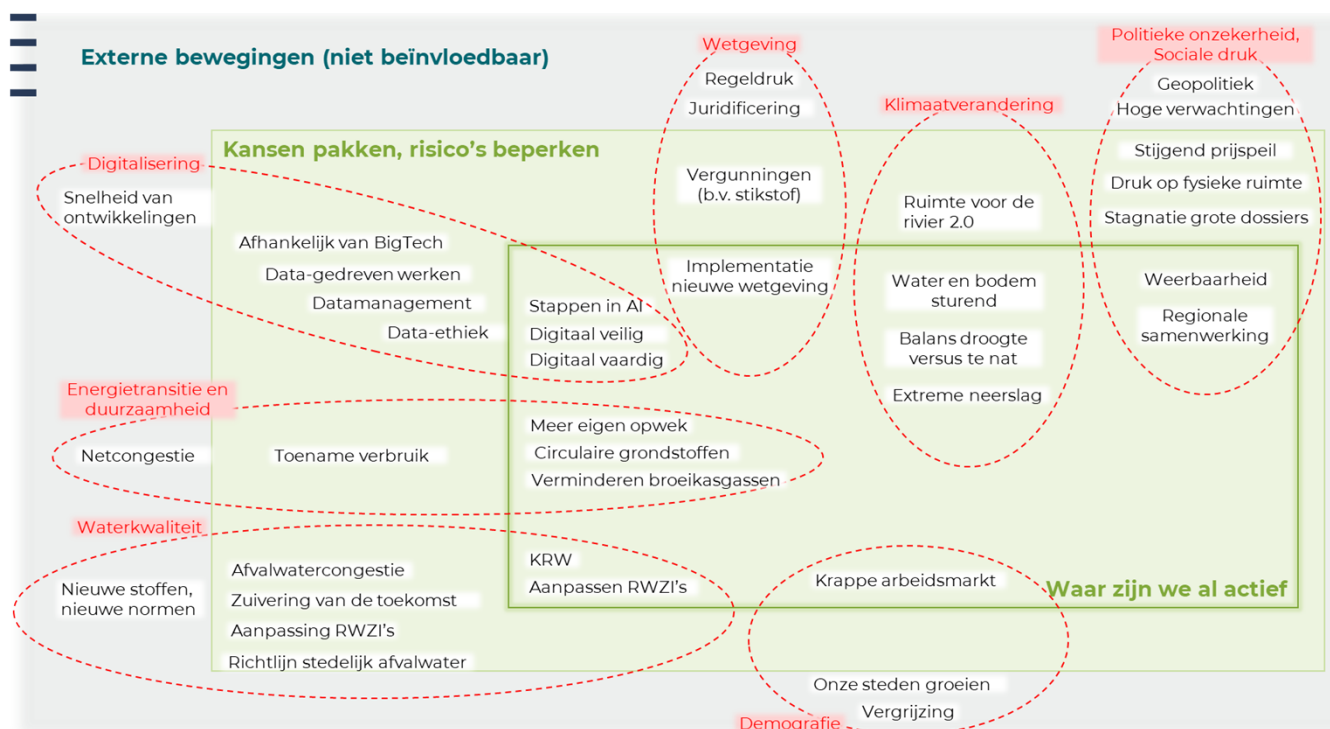 Externe bewegingen (niet beïnvloedbaar)
Wetgeving
Regeldruk
Juridificering
Vergunningen
(b.v. stikstof)
Implementatie
nieuwe wetgeving
Klimaatverandering
Ruimte voor de
rivier 2.0
Water en bodem
sturend
Balans droogte
versus te nat
Extreme neerslag
Politieke onzekerheid,
Sociale druk
Geopolitiek
Hoge verwachtingen
Stijgend prijspeil
Druk op fysieke ruimte
Stagnatie grote dossiers
Weerbaarheid
Regionale
samenwerking
Kansen pakken, risico's beperken
Digitalisering
Snelheid van
ontwikkelingen
Afhankelijk van BigTech
Data-gedreven werken
Datamanagement
Data-ethiek
Stappen in AI
Digitaal veilig
Digitaal vaardig
Energietransitie en
duurzaamheid
Netcongestie
Toename verbruik
Meer eigen opwek
Circulaire grondstoffen
Verminderen broeikasgassen
Waterkwaliteit
Nieuwe stoffen,
nieuwe normen
Afvalwatercongestie
Zuivering van de toekomst
Aanpassing RWZI's
Richtlijn stedelijk afvalwater
KRW
Aanpassen RWZI's
Krappe arbeidsmarkt
Waar zijn we al actief
Onze steden groeien
Vergrijzing
Demografie